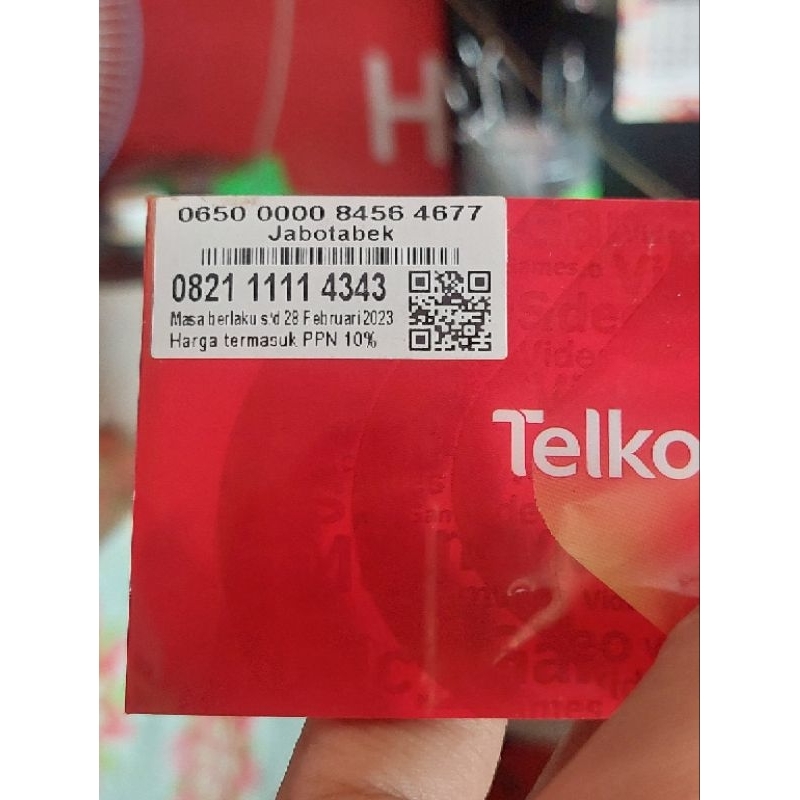 H
0650 0000 8456 4677
Jabotabek
0821 1111 4343
Masa berlaku s/d 28 Februari 2023
Harga termasuk PPN 10%
Telko